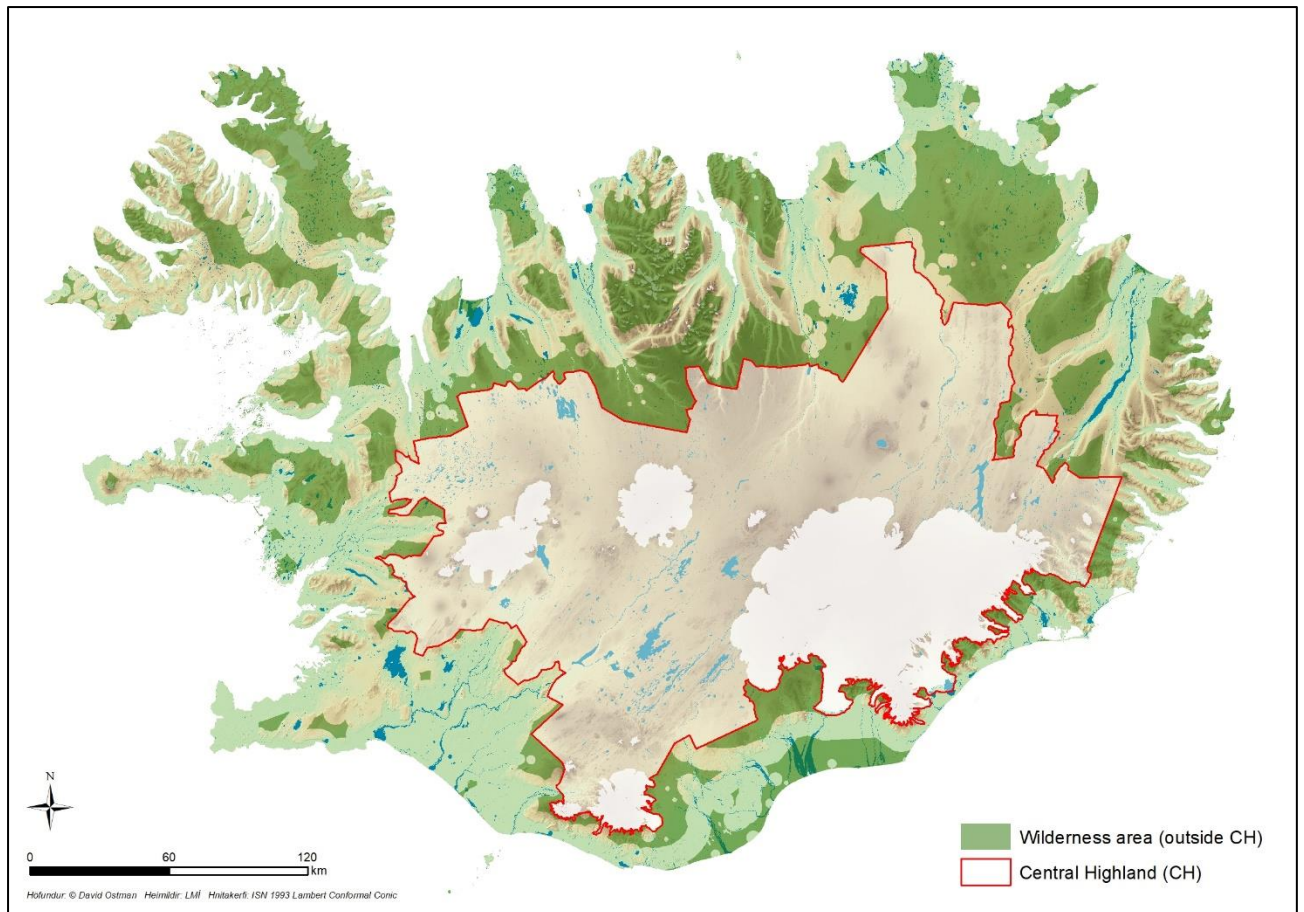 N
0 60 120
km
Höfundur: © David Ostman Heimildir: LMÍ Hnitakerfi: ISN 1993 Lambert Conformal Conic
Wilderness area (outside CH)
Central Highland (CH)